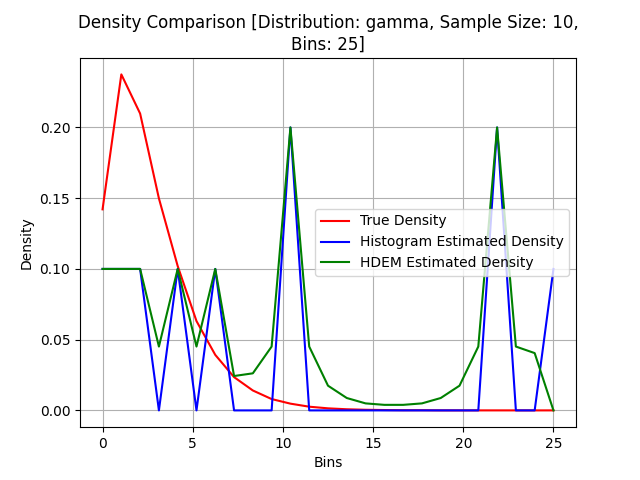 Density Comparison [Distribution: gamma, Sample Size: 10,
Bins: 25]
Density
0.20
0.15
0.10
0.05
0.00
True Density
Histogram Estimated Density
HDEM Estimated Density
0 5 10 15 20 25
Bins